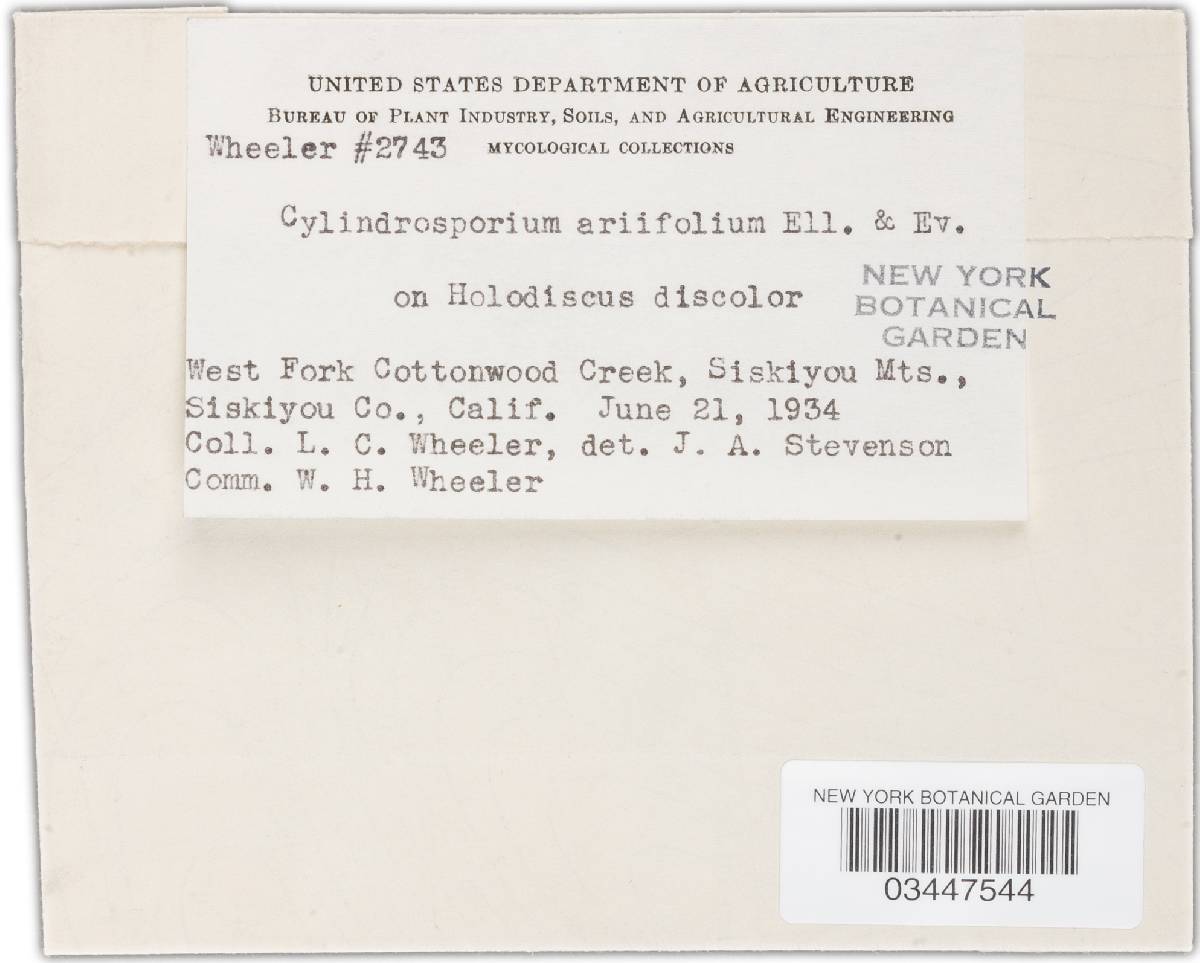 UNITED STATES DEPARTMENT OF AGRICULTURE
BUREAU OF PLANT INDUSTRY, SOILS, AND AGRICULTURAL ENGINEERING
Wheeler #2743 MYCOLOGICAL COLLECTIONS
Cylindrosporium ariifolium Ell. & Ev.
on Holodiscus discolor
NEW YORK
BOTANICAL
GARDEN
West Fork Cottonwood Creek, Siskiyou Mts.,
Siskiyou Co., Calif. June 21, 1934
Coll. L. C. Wheeler, det. J. A. Stevenson
Comm. W. H. Wheeler
NEW YORK BOTANICAL GARDEN
03447544